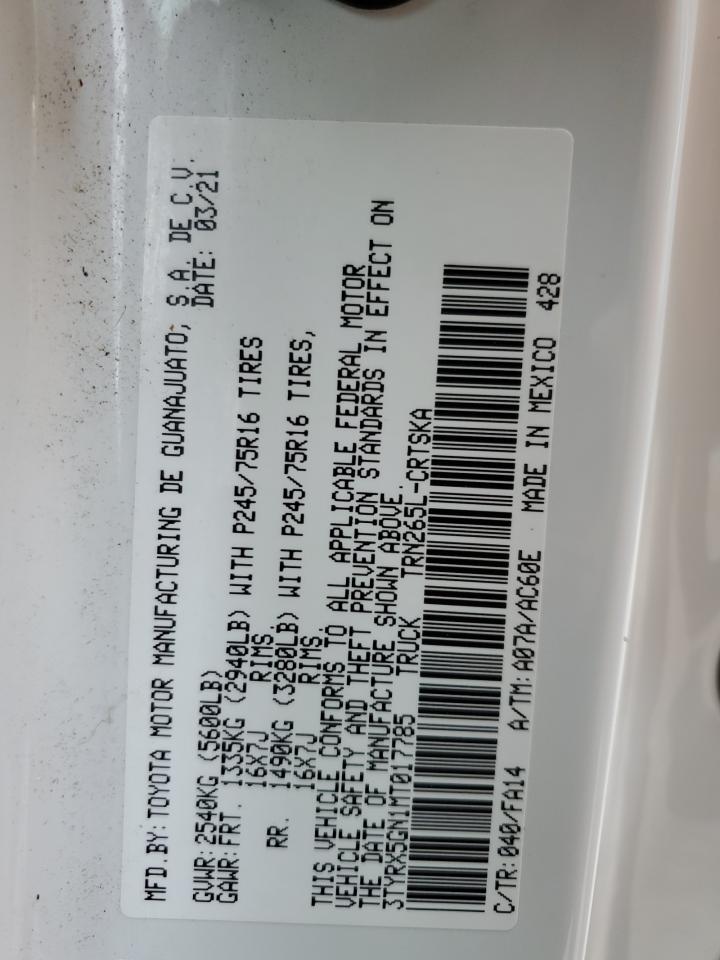 MFD.BY: TOYOTA MOTOR MANUFACTURING DE GUANAJUATO, S.A. DE C.V.
DATE: 03/21
GVWR: 2540KG (5600LB)
GAWR: FRT. 1335KG (2940LB) WITH P245/75R16 TIRES
16X7J RIMS.
RR. 1490KG (3280LB) WITH P245/75R16 TIRES,
16X7J RIMS.
THIS VEHICLE CONFORMS TO ALL APPLICABLE FEDERAL MOTOR
VEHICLE SAFETY AND THEFT PREVENTION STANDARDS IN EFFECT ON
THE DATE OF MANUFACTURE SHOWN ABOVE.
3TYRX5GN1MT017785 TRUCK TRN265L-CRTSKA
C/TR: 040/FA14 A/TM: A07A/AC60E MADE IN MEXICO 428